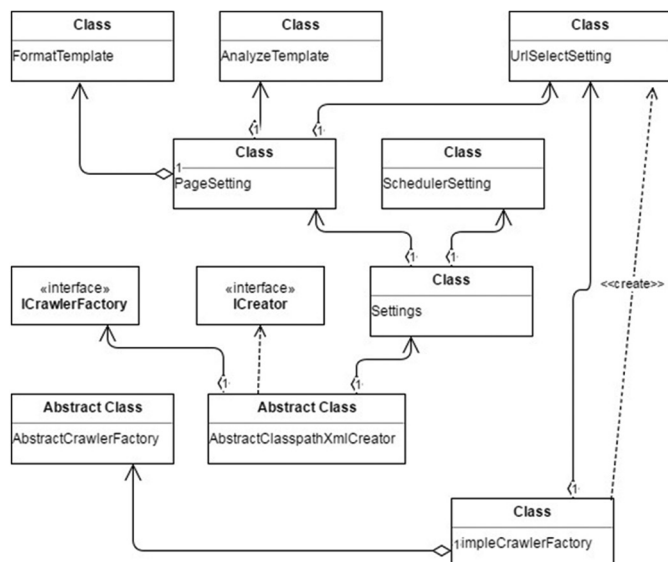 Class
FormatTemplate
Class
AnalyzeTemplate
Class
UrlSelectSetting
1
Class
1
PageSetting
1
Class
SchedulerSetting
«interface»
ICrawlerFactory
«interface»
ICreator
1
1
Class
Settings
<<create>>
1
1
Abstract Class
AbstractCrawlerFactory
Abstract Class
AbstractClasspathXmlCreator
1
Class
1
impleCrawlerFactory